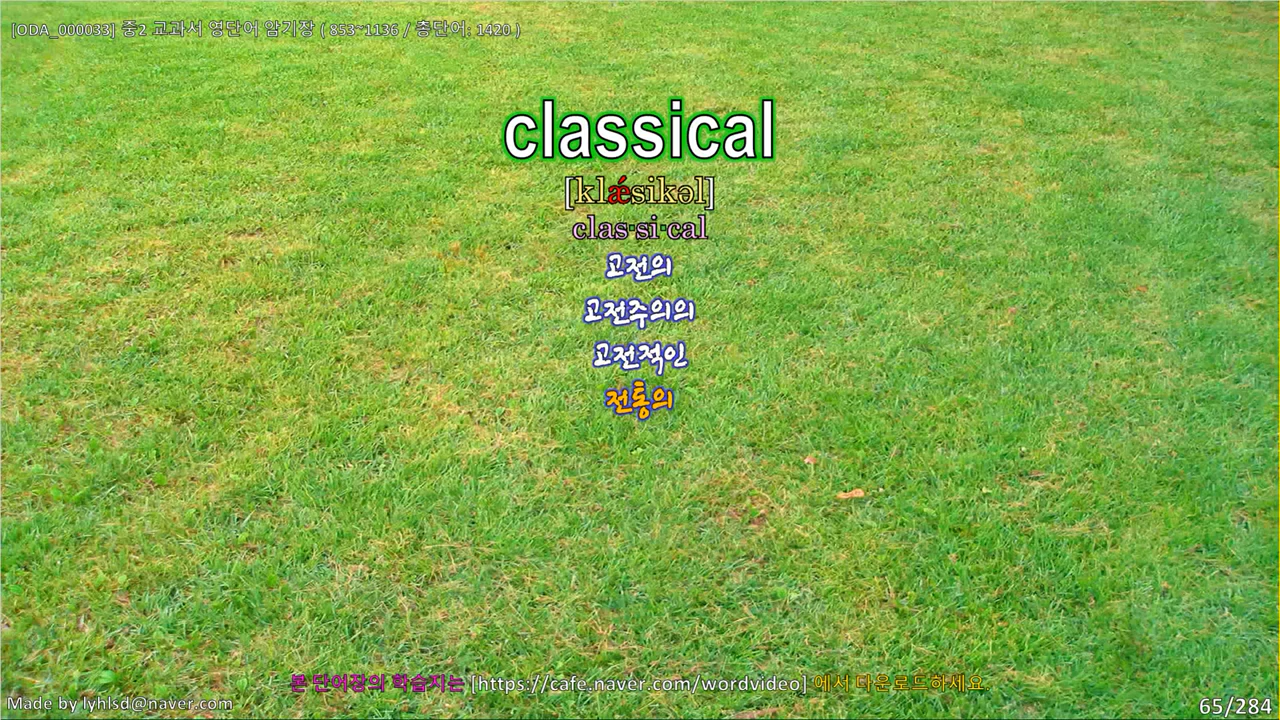 [ODA_000033] 중2 교과서 영단어 암기장 ( 853~1136 / 총단어: 1420 )
classical
[klǽsikəl]
clas·si·cal
고전의
고전주의의
고전적인
전통의
본 단어장의 학습지는 [https://cafe.naver.com/wordvideo] 에서 다운로드하세요.
Made by lyhlsd@naver.com
65/284